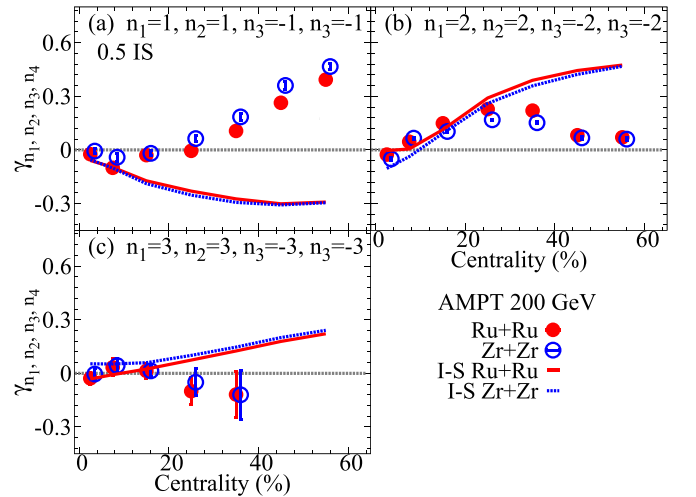 (a) n1=1, n2=1, n3=-1, n3=-1
0.5 IS
(b) n1=2, n2=2, n3=-2, n3=-2
0.6
0.3
0
-0.3
γn1, n2, n3, n4
0 20 40 60
Centrality (%)
(c) n1=3, n2=3, n3=-3, n3=-3
0.6
0.3
0
-0.3
γn1, n2, n3, n4
0 20 40 60
Centrality (%)
AMPT 200 GeV
Ru+Ru
Zr+Zr
I-S Ru+Ru
I-S Zr+Zr